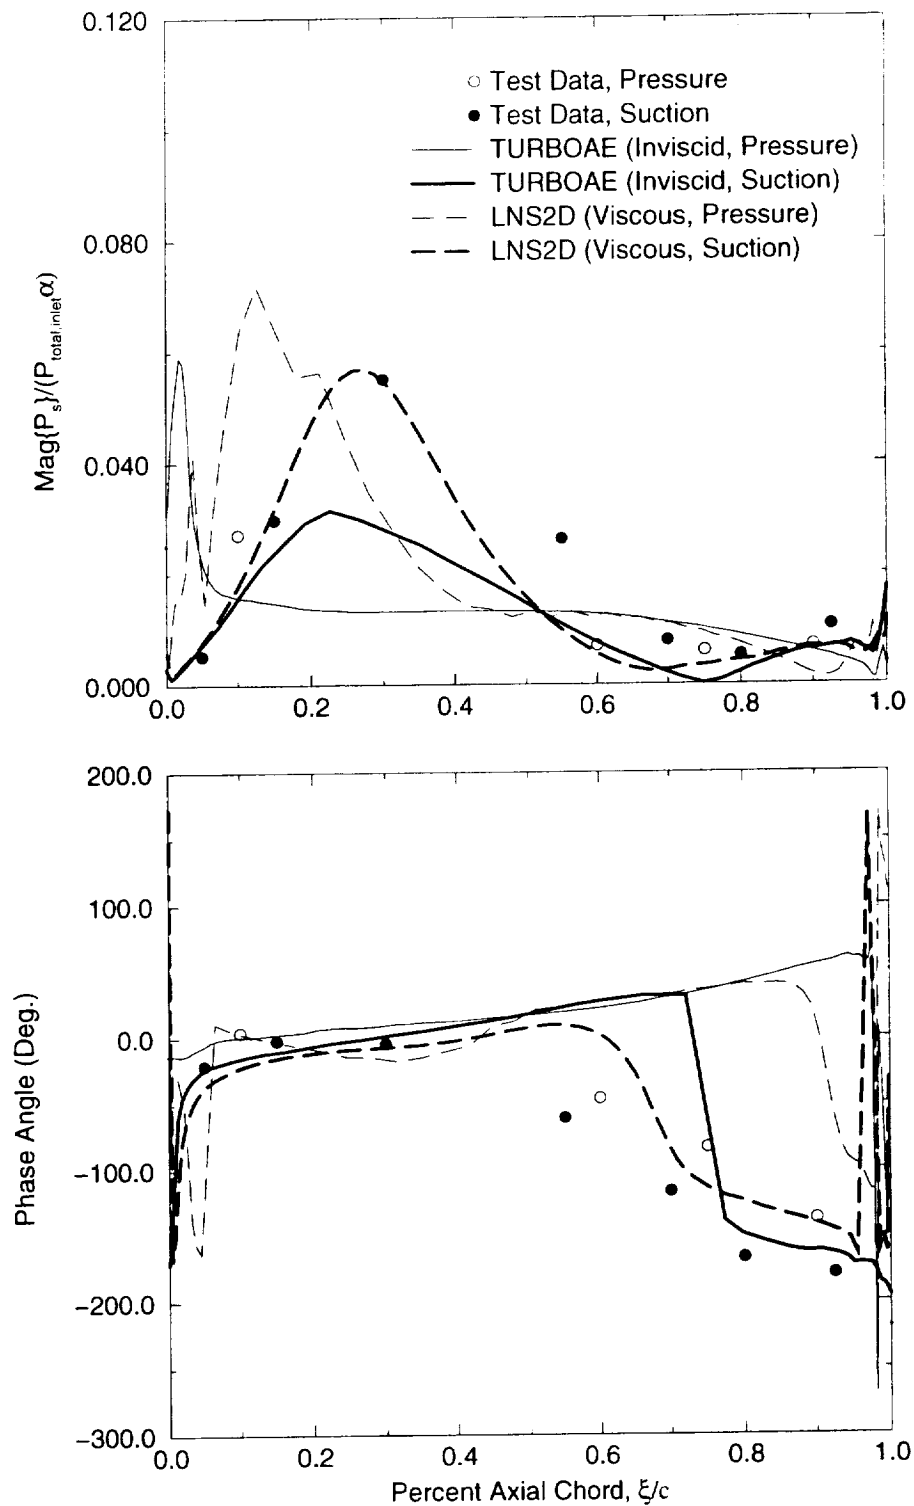 0.120
Test Data, Pressure
Test Data, Suction
TURBOAE (Inviscid, Pressure)
TURBOAE (Inviscid, Suction)
LNS2D (Viscous, Pressure)
LNS2D (Viscous, Suction)
0.080
Mag{P_s}/(P_total,inlet α)
0.040
0.000
0.0 0.2 0.4 0.6 0.8 1.0
200.0
100.0
0.0
Phase Angle (Deg.)
−100.0
−200.0
−300.0
0.0 0.2 0.4 0.6 0.8 1.0
Percent Axial Chord, ξ/c